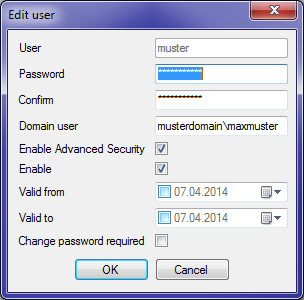 Edit user
User muster
Password ***********
Confirm ***********
Domain user musterdomain\maxmuster
Enable Advanced Security
Enable
Valid from 07.04.2014
Valid to 07.04.2014
Change password required
OK Cancel